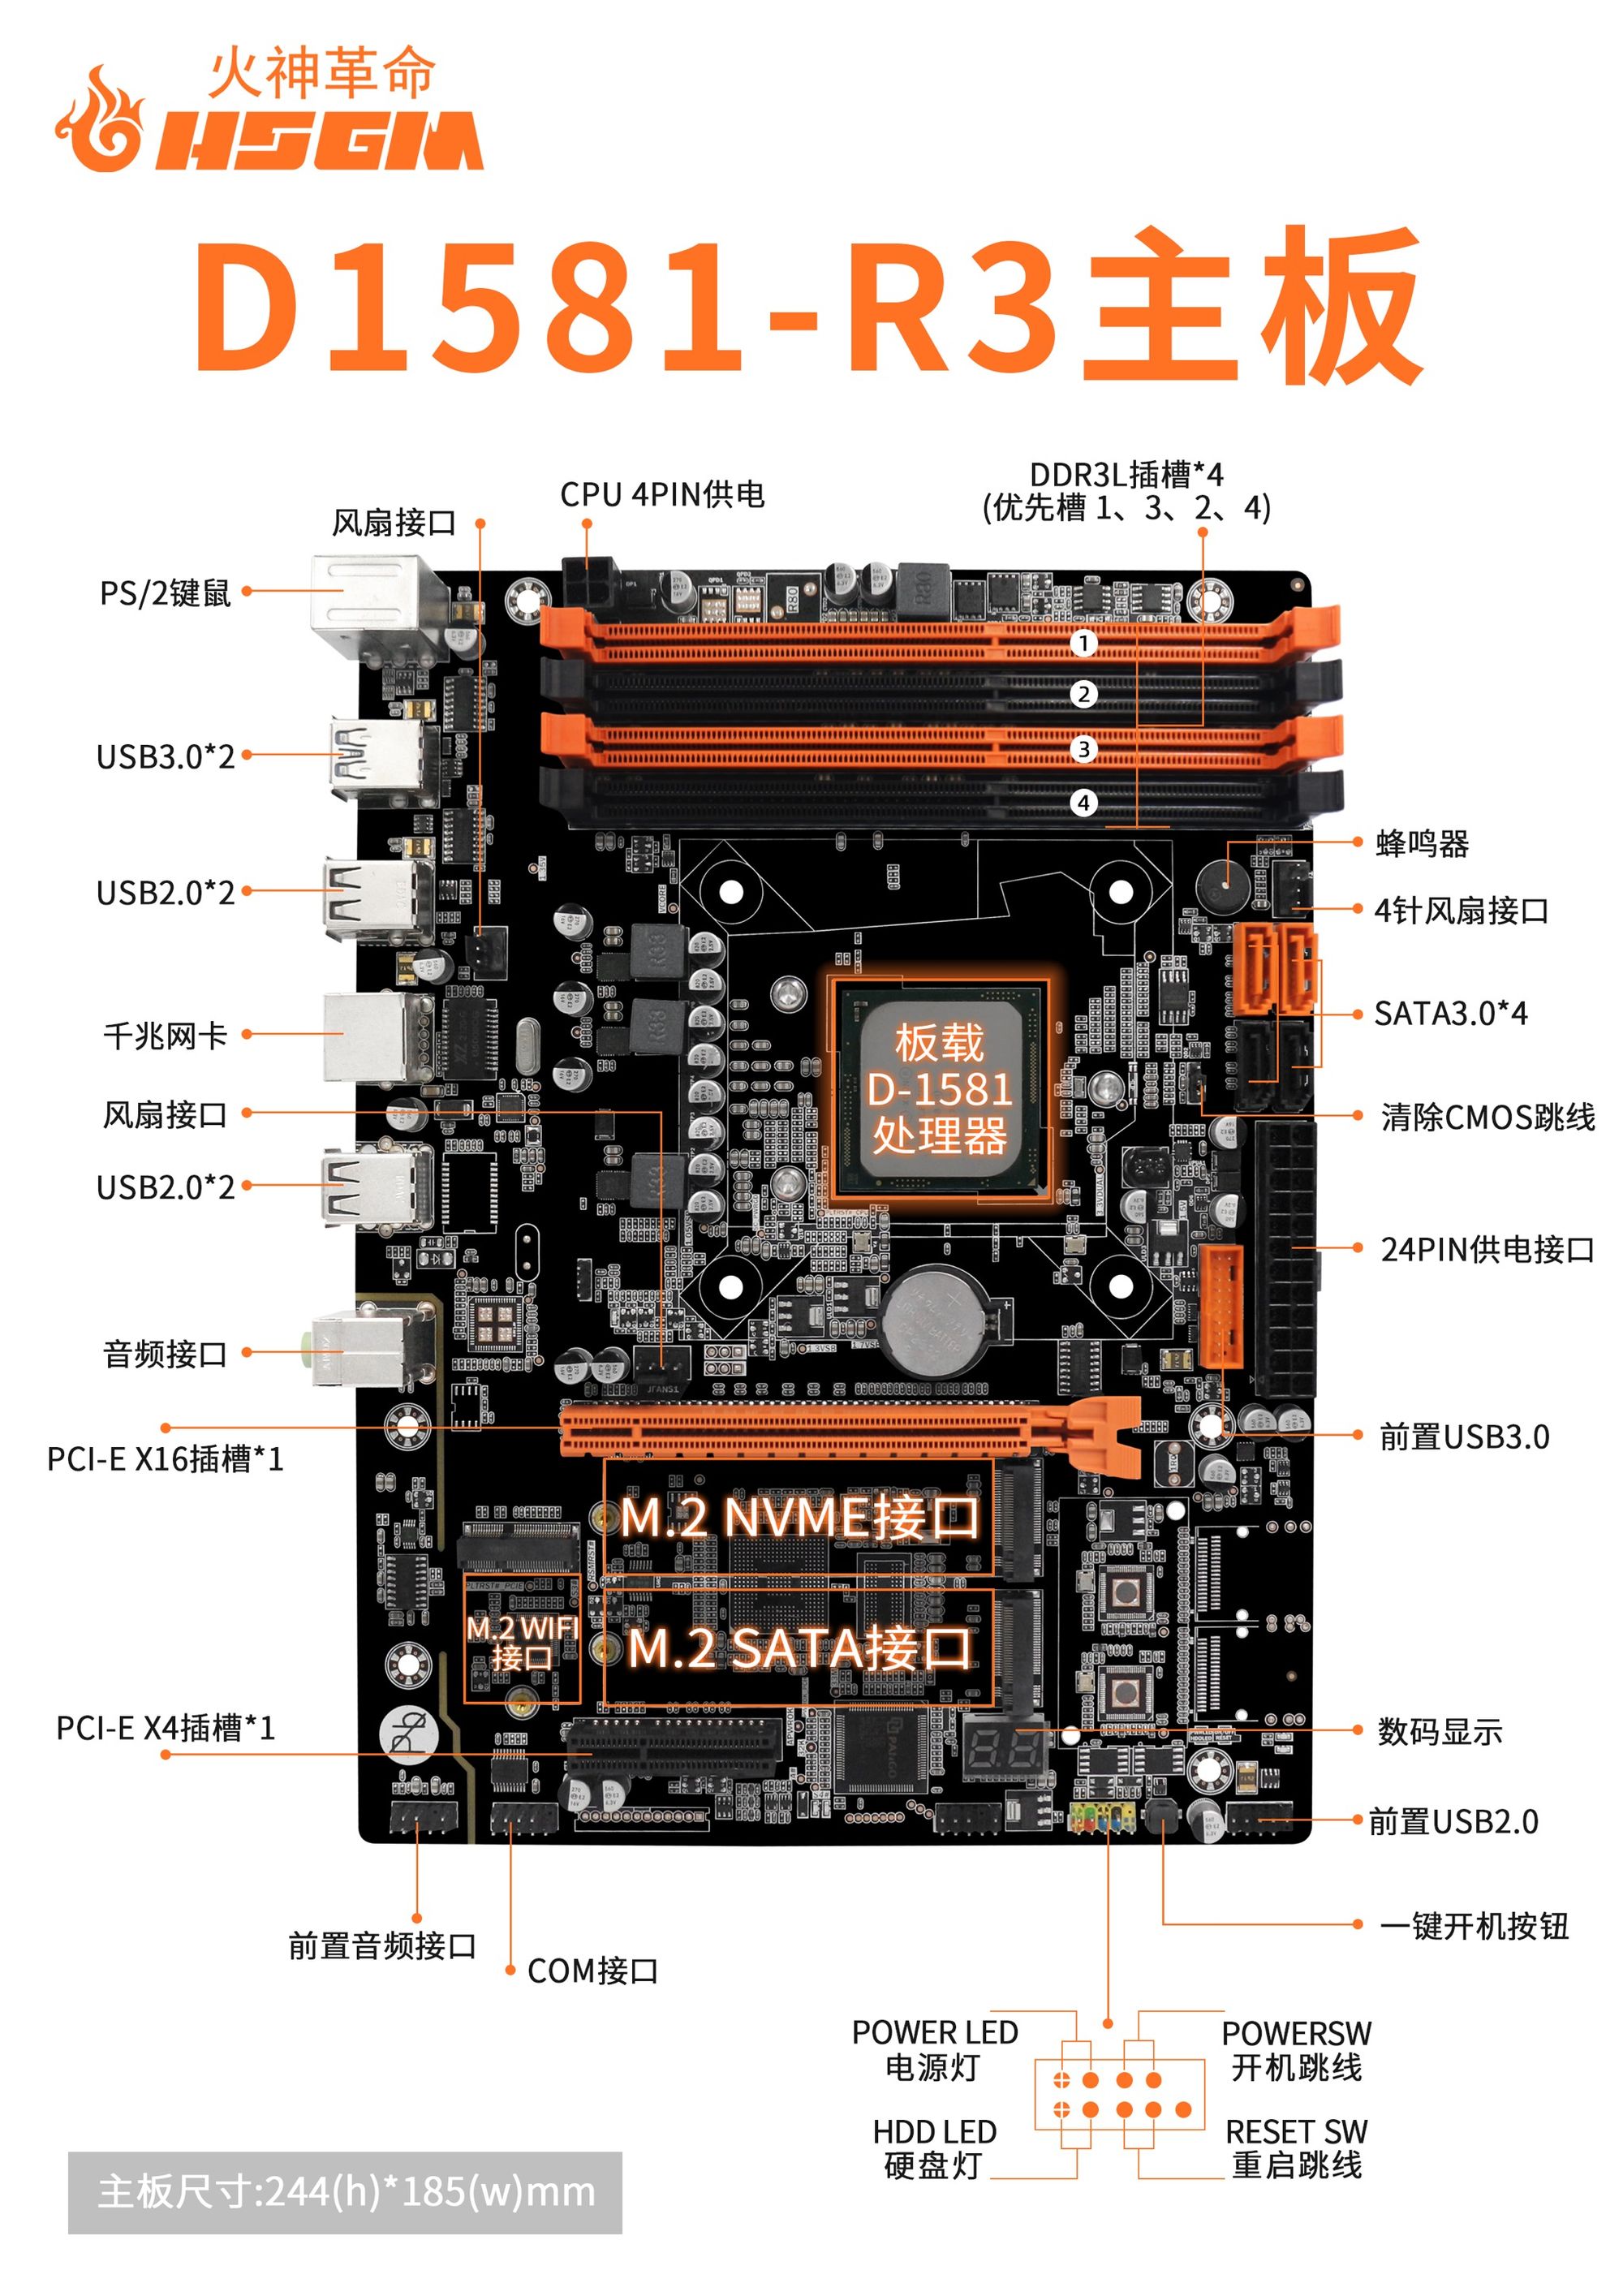 火神革命
HSGM
D1581-R3主板
DDR3L插槽*4
(优先槽 1、3、2、4)
CPU 4PIN供电
风扇接口
PS/2键鼠
1
2
3
4
USB3.0*2
USB2.0*2
蜂鸣器
4针风扇接口
SATA3.0*4
千兆网卡
板载
D-1581
处理器
风扇接口
清除CMOS跳线
USB2.0*2
24PIN供电接口
音频接口
JFANS1
前置USB3.0
PCI-E X16插槽*1
M.2 NVME接口
M.2 WIFI
接口
M.2 SATA接口
PCI-E X4插槽*1
数码显示
前置USB2.0
一键开机按钮
前置音频接口
COM接口
POWER LED
电源灯
POWERSW
开机跳线
HDD LED
硬盘灯
RESET SW
重启跳线
主板尺寸:244(h)*185(w)mm